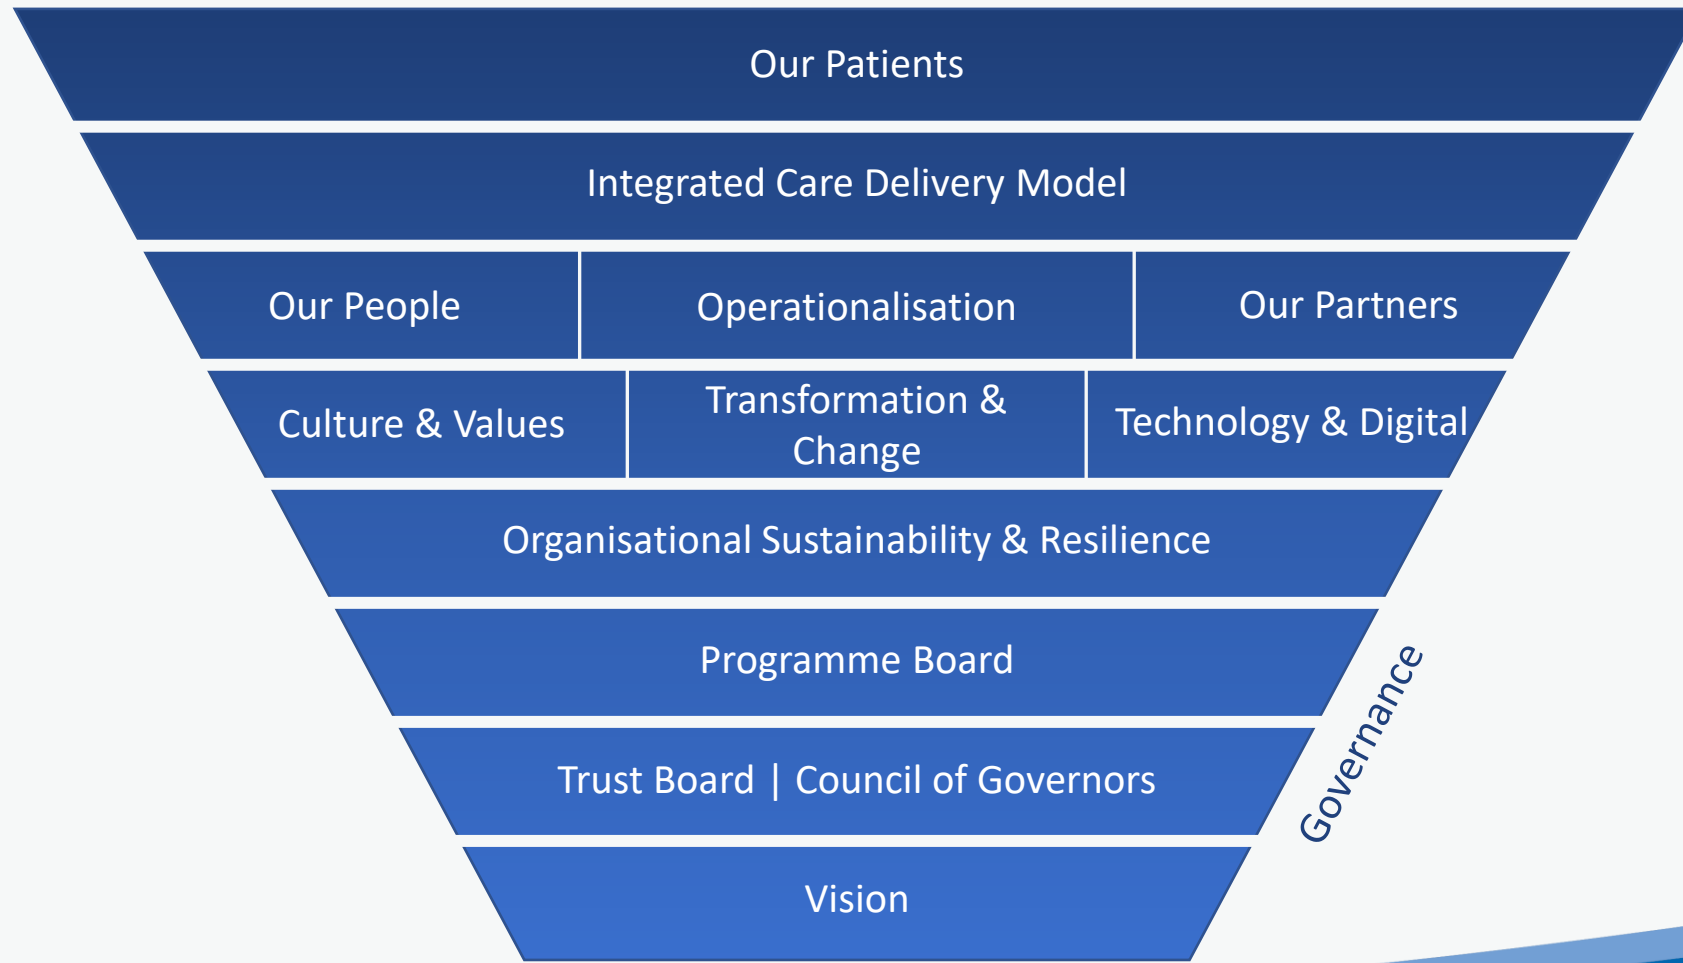 Our Patients
Integrated Care Delivery Model
Our People
Operationalisation
Our Partners
Culture & Values
Transformation &
Change
Technology & Digital
Organisational Sustainability & Resilience
Programme Board
Trust Board | Council of Governors
Governance
Vision